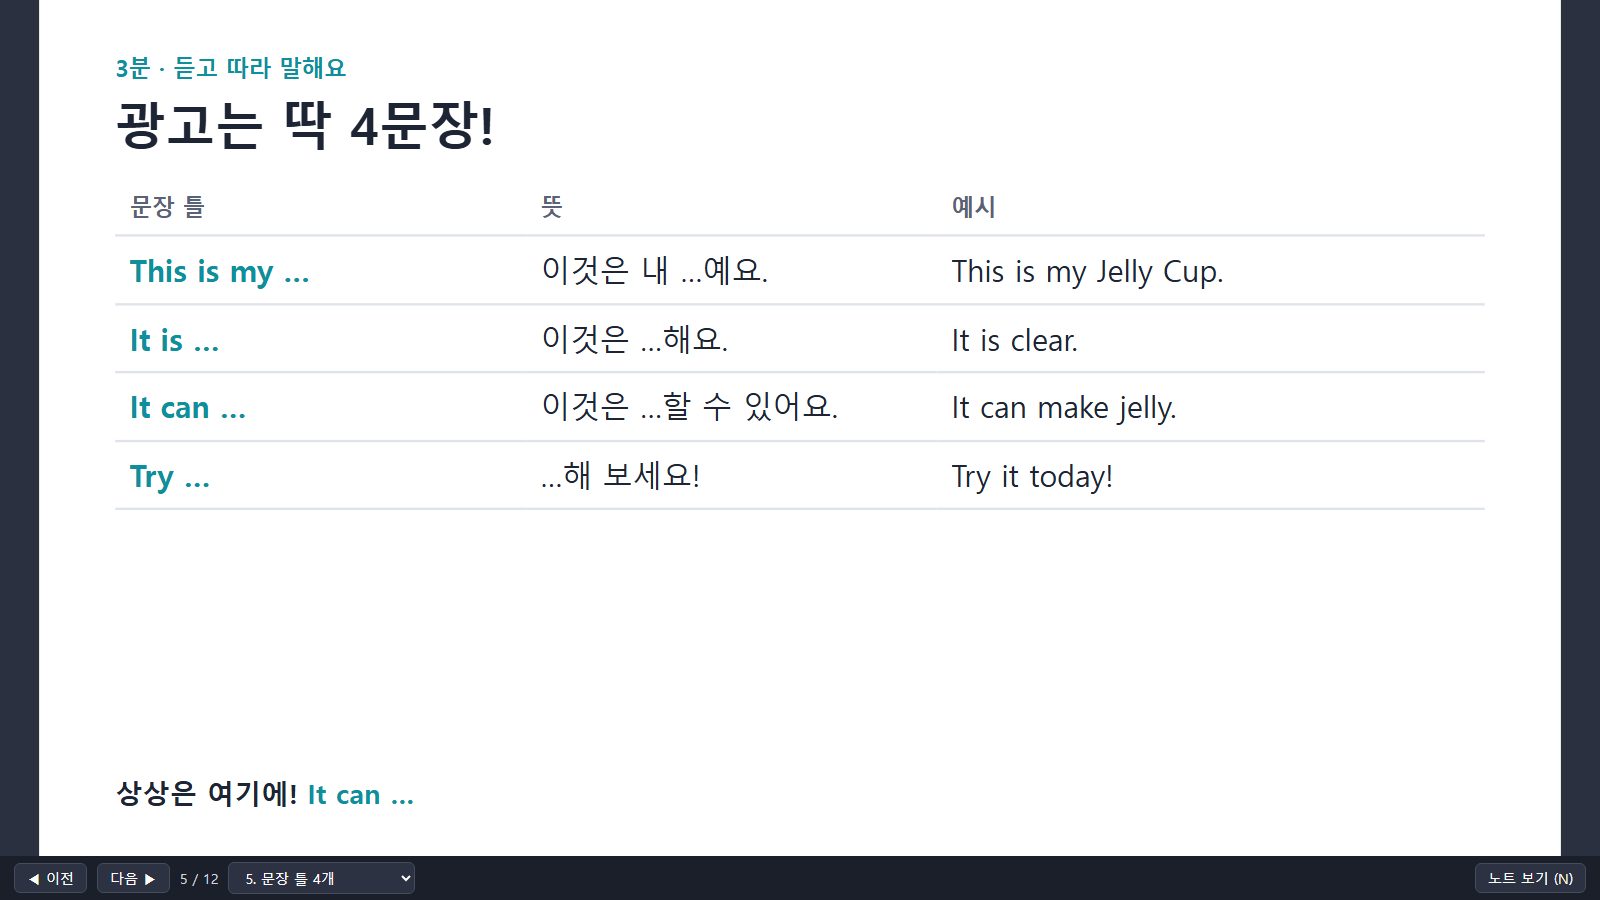 3분 · 듣고 따라 말해요
광고는 딱 4문장!
문장 틀 뜻 예시
This is my ... 이것은 내 ...예요. This is my Jelly Cup.
It is ... 이것은 ...해요. It is clear.
It can ... 이것은 ...할 수 있어요. It can make jelly.
Try ... ...해 보세요! Try it today!
상상은 여기에! It can ...
◀ 이전 다음 ▶ 5 / 12 5. 문장 틀 4개 노트 보기 (N)